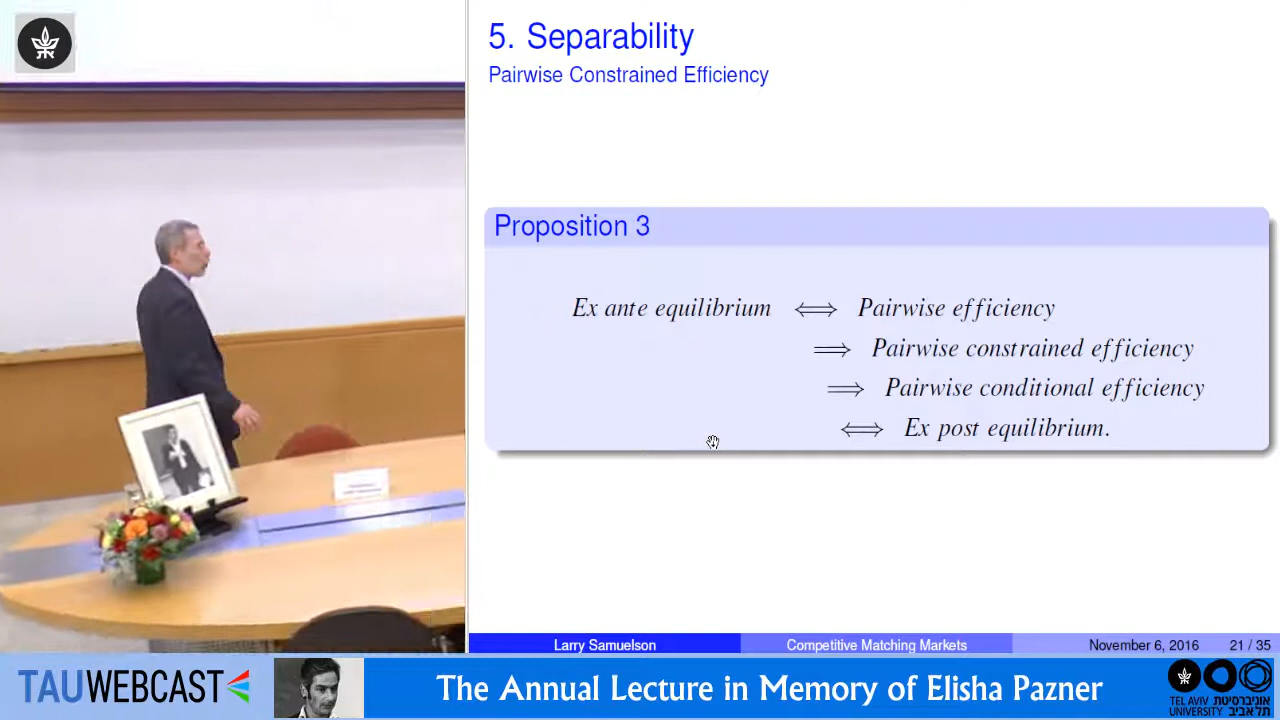 5. Separability
Pairwise Constrained Efficiency
Proposition 3
Ex ante equilibrium ⟺ Pairwise efficiency
⟹ Pairwise constrained efficiency
⟹ Pairwise conditional efficiency
⟺ Ex post equilibrium.
Larry Samuelson Competitive Matching Markets November 6, 2016 21 / 35
TAUWEBCAST
The Annual Lecture in Memory of Elisha Pazner
TEL AVIV אוניברסיטת
UNIVERSITY תל אביב